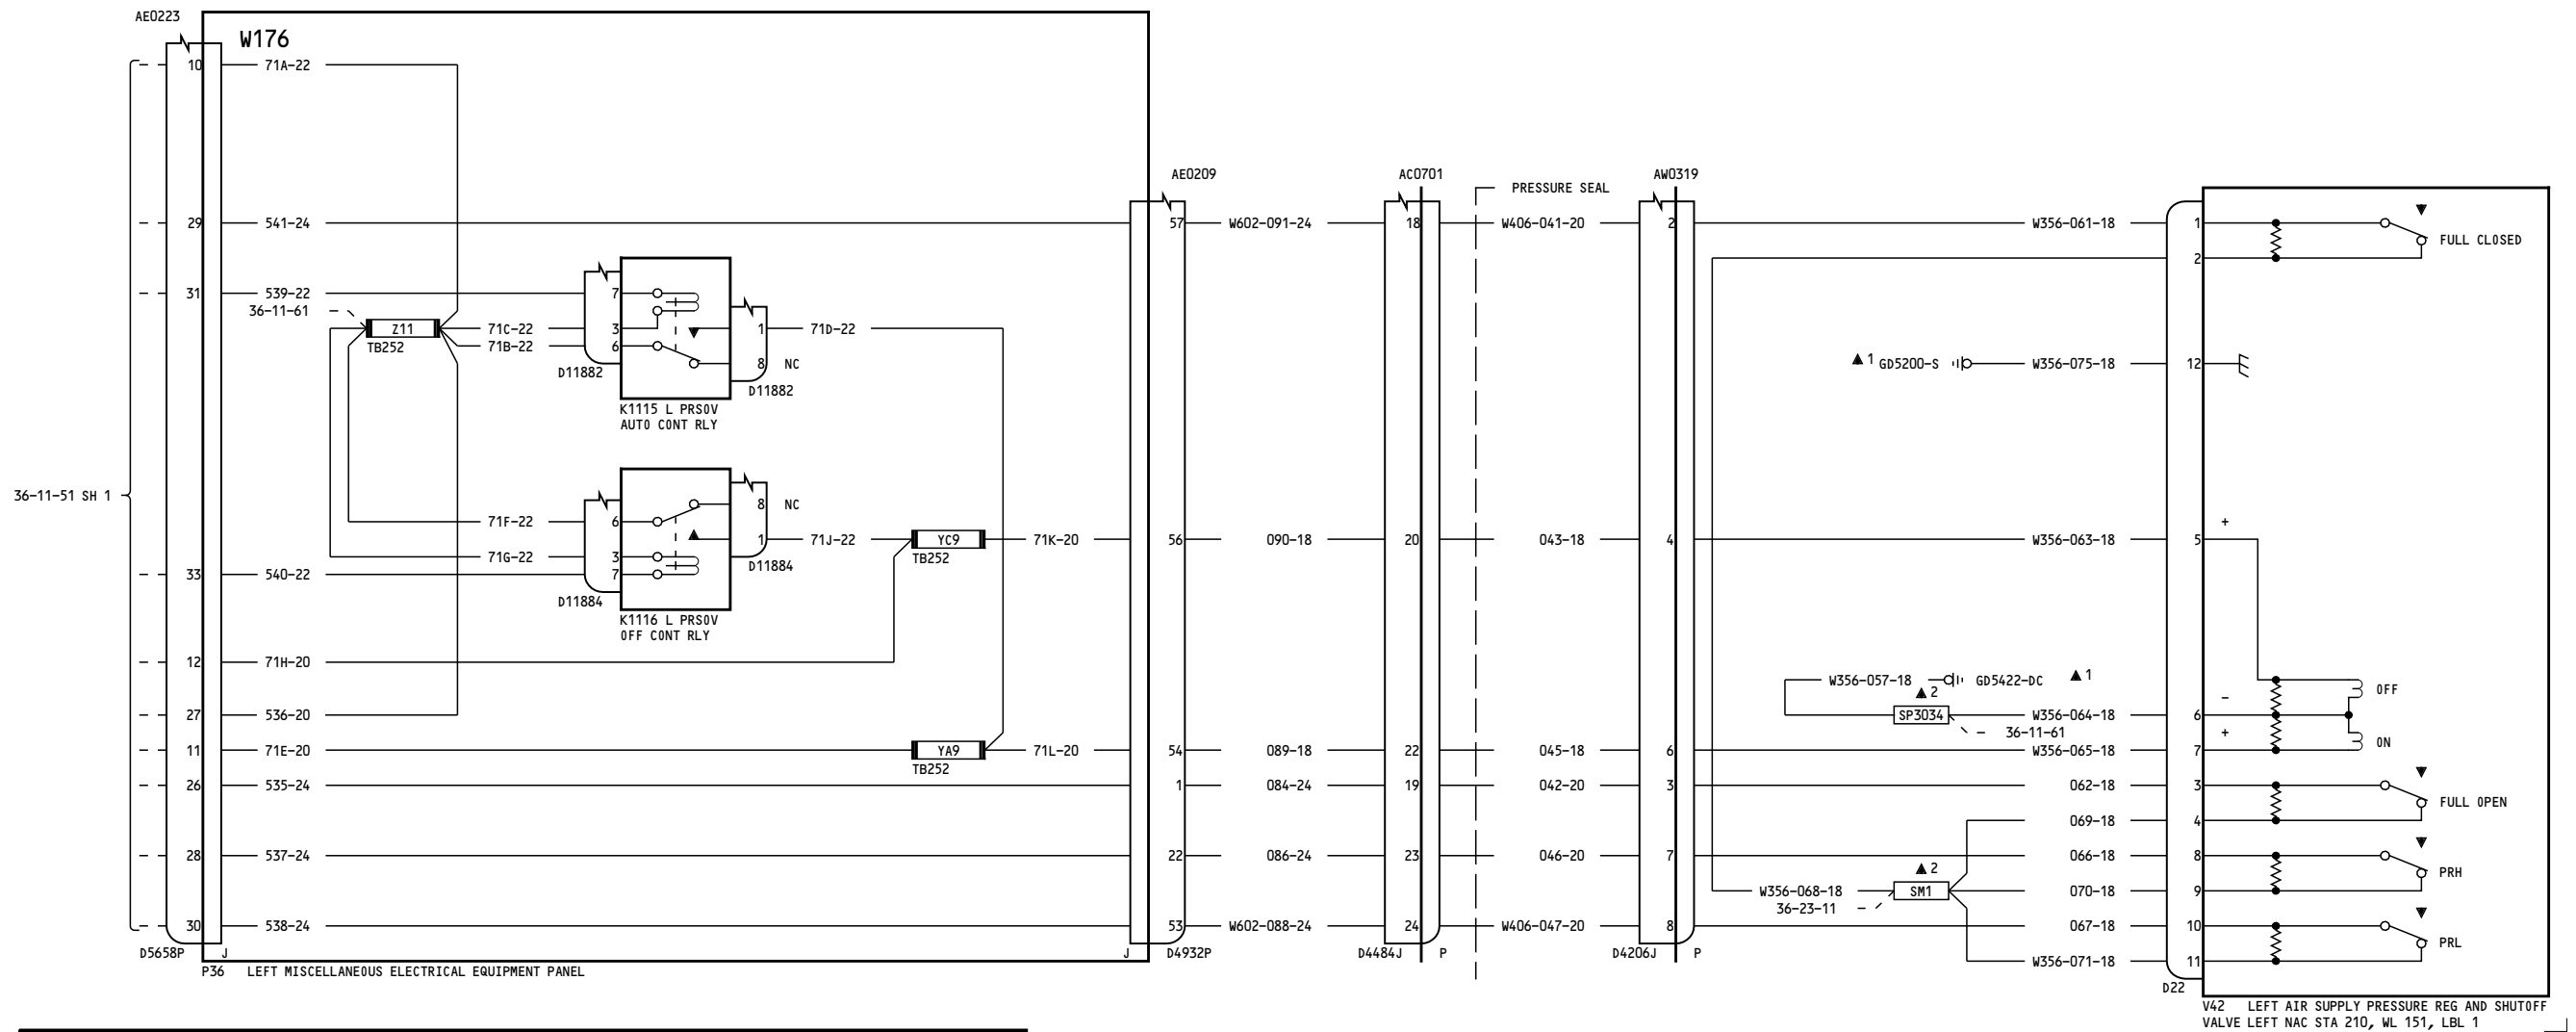 AE0223
W176
10 71A-22
AE0209
AC0701
PRESSURE SEAL
AW0319
29 541-24
57 W602-091-24 18 W406-041-20 2 W356-061-18 1
FULL CLOSED
2
31 539-22
7
36-11-61
Z11
TB252
71C-22 3
71B-22 6
1 71D-22
8 NC
D11882
D11882
K1115 L PRSOV
AUTO CONT RLY
1 GD5200-S W356-075-18 12
36-11-51 SH 1
8 NC
71F-22 6
+
1 71J-22 YC9 71K-20 56 090-18 20 043-18 4 W356-063-18 5
TB252
71G-22 3
D11884
33 540-22 7
D11884
K1116 L PRSOV
OFF CONT RLY
12 71H-20
W356-057-18 GD5422-DC 1
2
OFF
-
27 536-20
SP3034 W356-064-18 6
36-11-61
+
ON
11 71E-20 YA9 71L-20 54 089-18 22 045-18 6 W356-065-18 7
TB252
26 535-24 1 084-24 19 042-20 3 062-18 3
FULL OPEN
069-18 4
28 537-24 22 086-24 23 046-20 7 066-18 8
2
PRH
W356-068-18 SM1 070-18 9
36-23-11
30 538-24 53 W602-088-24 24 W406-047-20 8 067-18 10
PRL
D5658P J
J D4932P
D4484J P
D4206J P
W356-071-18 11
P36 LEFT MISCELLANEOUS ELECTRICAL EQUIPMENT PANEL
D22
V42 LEFT AIR SUPPLY PRESSURE REG AND SHUTOFF
VALVE LEFT NAC STA 210, WL 151, LBL 1